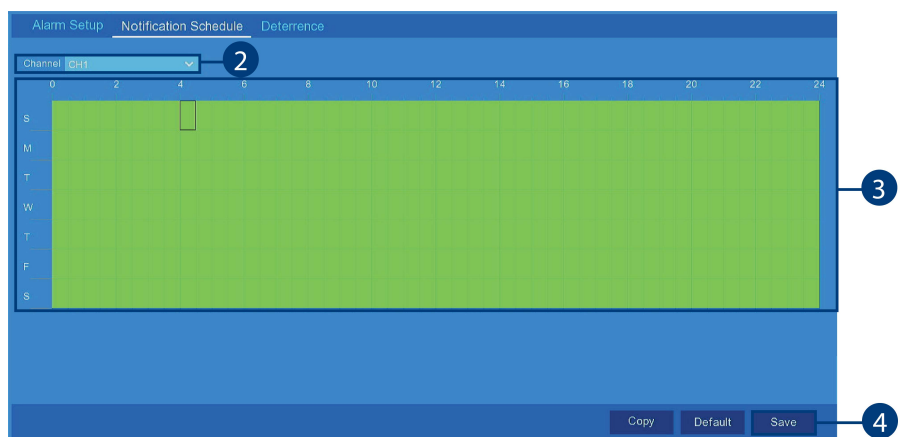 Alarm Setup Notification Schedule Deterrence
Channel CH1 2
0 2 4 6 8 10 12 14 16 18 20 22 24
S
M
T
W 3
T
F
S
Copy Default Save 4